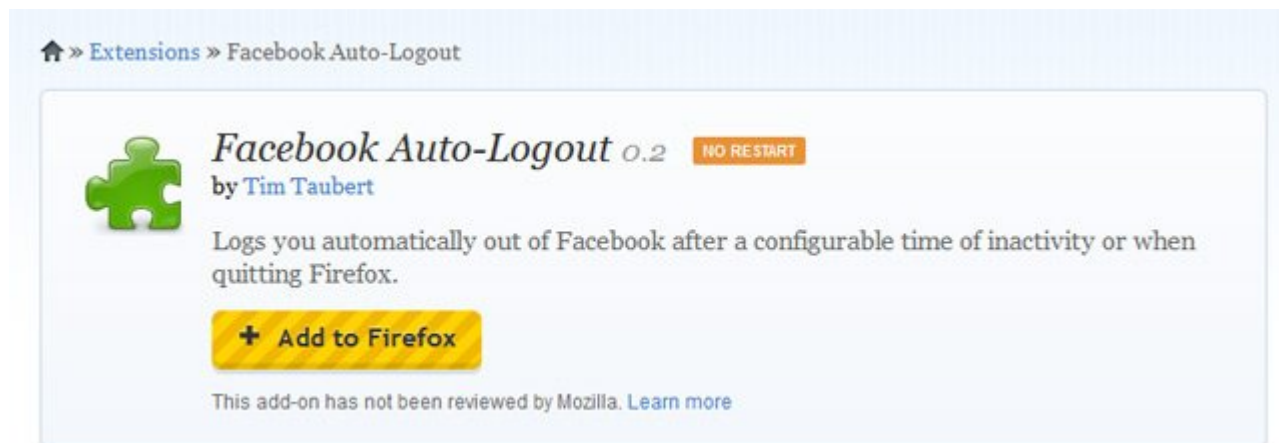 » Extensions » Facebook Auto-Logout
Facebook Auto-Logout 0.2 NO RESTART
by Tim Taubert
Logs you automatically out of Facebook after a configurable time of inactivity or when
quitting Firefox.
+ Add to Firefox
This add-on has not been reviewed by Mozilla. Learn more